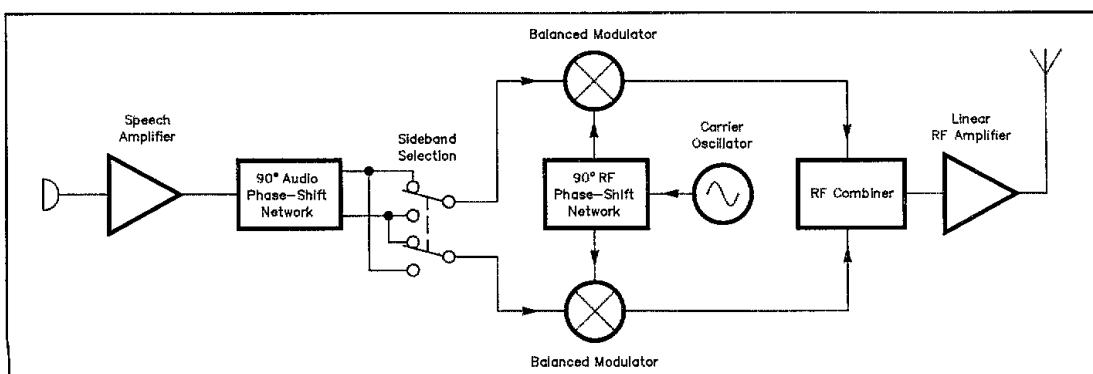 Balanced Modulator
Speech
Amplifier
Sideband
Selection
Carrier
Oscillator
Linear
RF Amplifier
90° Audio
Phase-Shift
Network
90° RF
Phase-Shift
Network
RF Combiner
Balanced Modulator